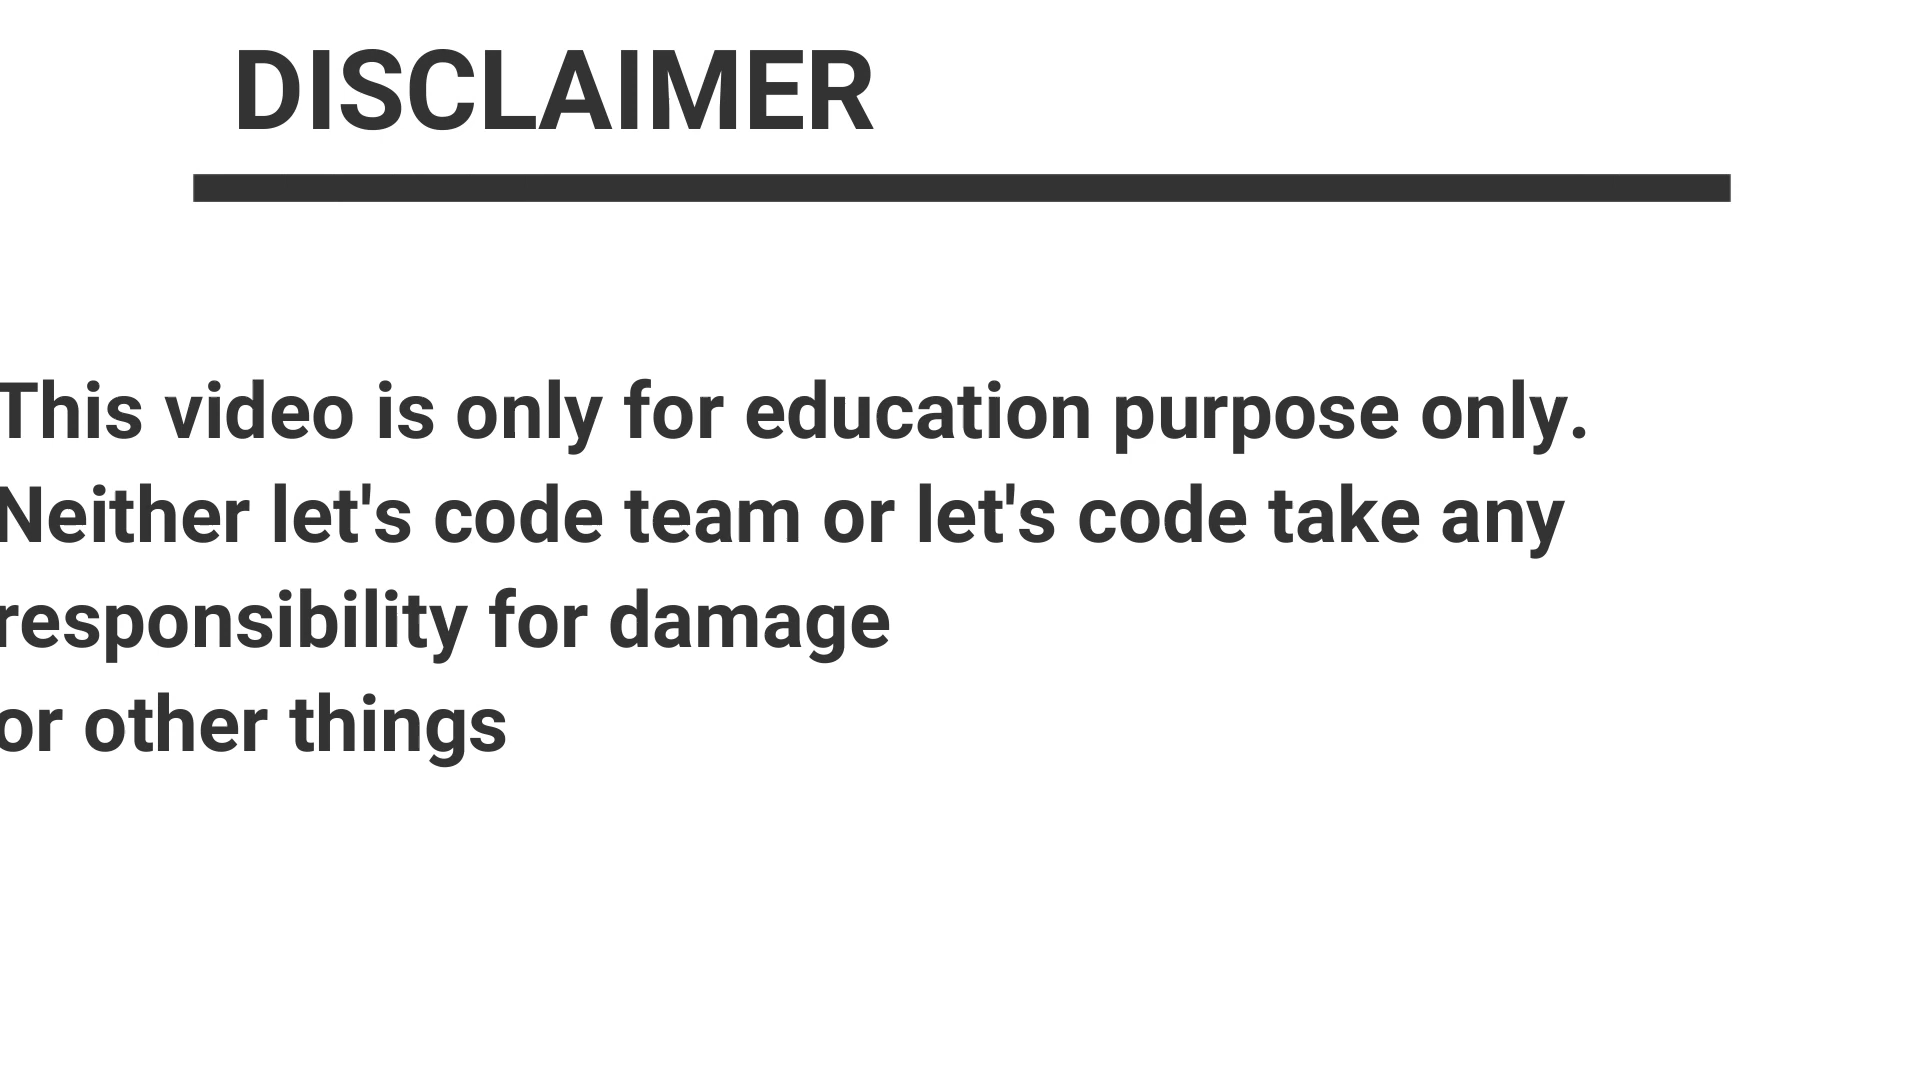 DISCLAIMER
This video is only for education purpose only.
Neither let's code team or let's code take any
responsibility for damage
or other things